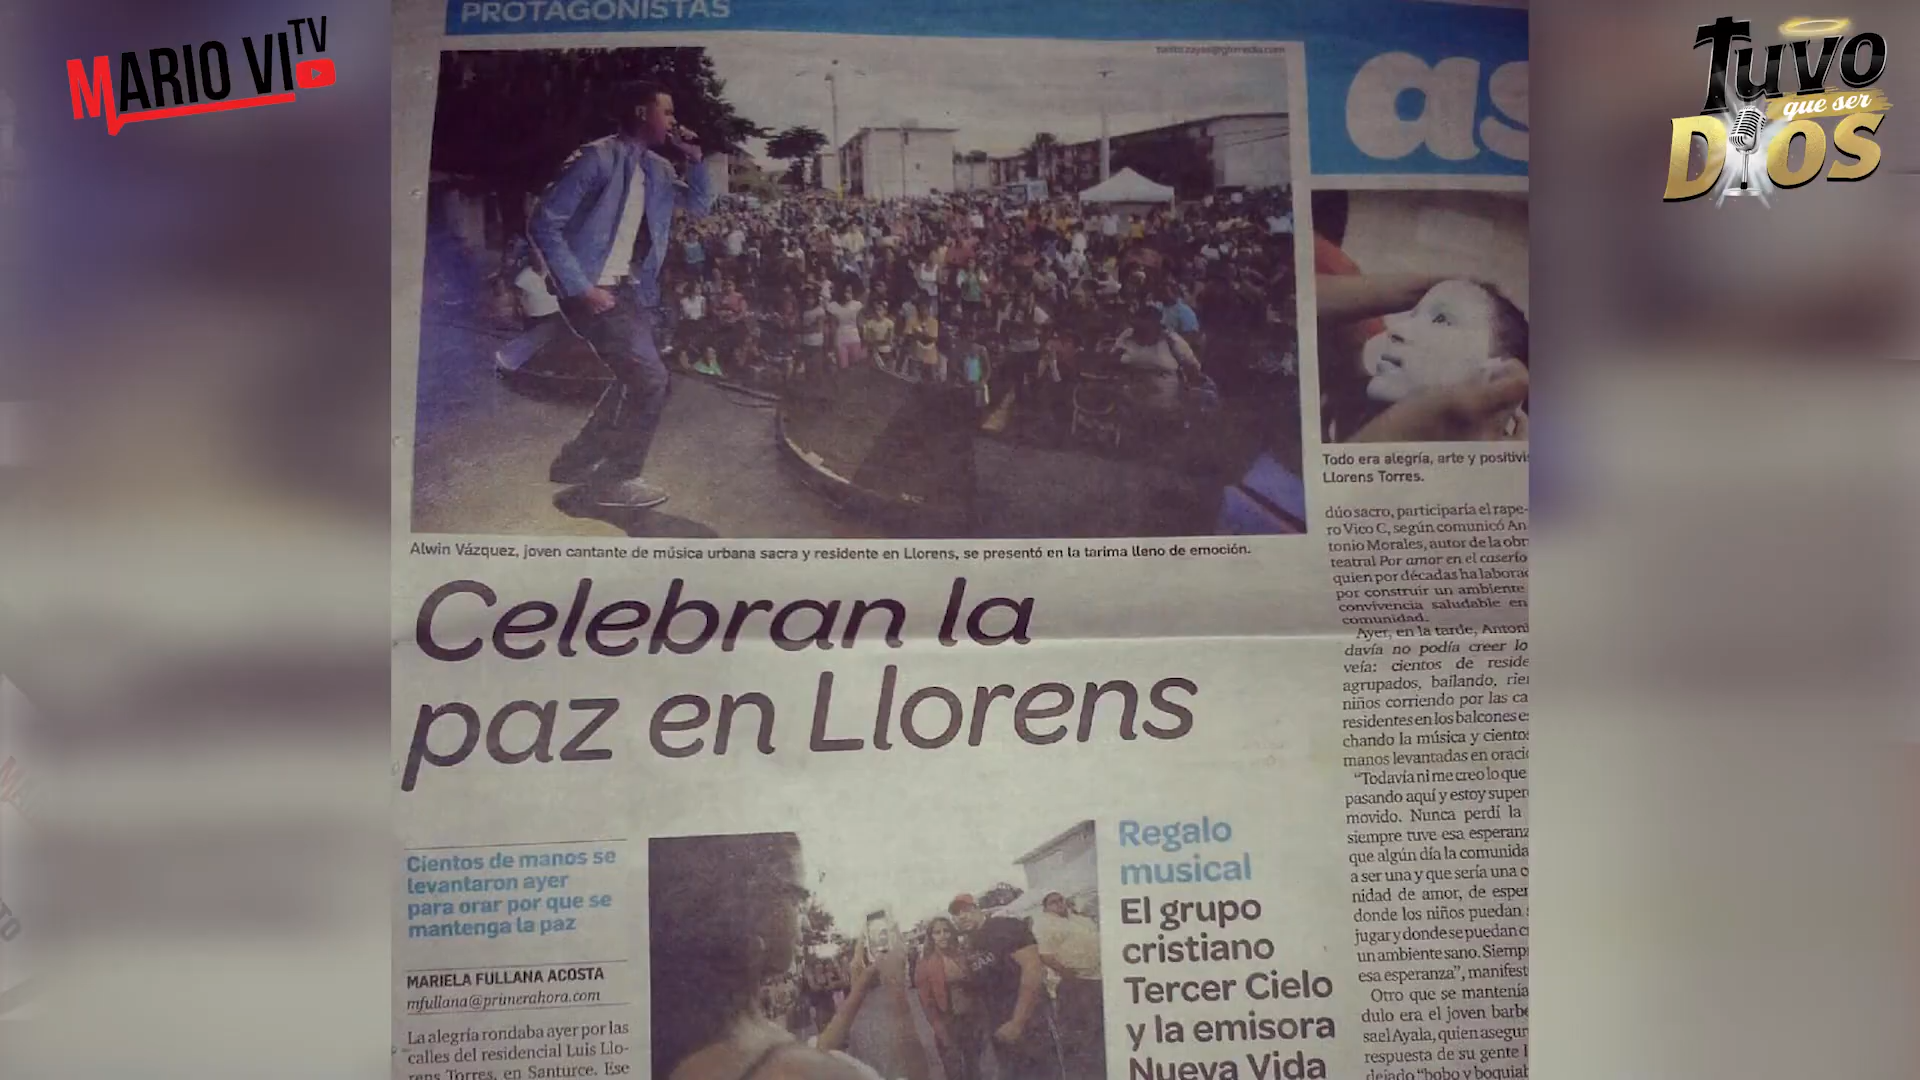 MARIO VI TV
Tuvo
que ser
DIOS
PROTAGONISTAS
as
Alwin Vázquez, joven cantante de música urbana sacra y residente en Llorens, se presentó en la tarima lleno de emoción.
Celebran la
paz en Llorens
Cientos de manos se
levantaron ayer
para orar por que se
mantenga la paz
MARIELA FULLANA ACOSTA
mfullana@primerahora.com
La alegría rondaba ayer por las
calles del residencial Luis Llo-
rens Torres, en Santurce. Ese
Regalo
musical
El grupo
cristiano
Tercer Cielo
y la emisora
Nueva Vida
Todo era alegría, arte y positivi
Llorens Torres.
dúo sacro, participaría el rape-
ro Vico C, según comunicó An
tonio Morales, autor de la obr
teatral Por amor en el caserío
quien por décadas ha laborad
por construir un ambiente
convivencia saludable en
comunidad.
Ayer, en la tarde, Antoni
davía no podía creer lo
veía: cientos de reside
agrupados, bailando, rie
niños corriendo por las ca
residentes en los balcones e
chando la música y ciento
manos levantadas en oraci
“Todavía ni me creo lo que
pasando aquí y estoy super
movido. Nunca perdí la
siempre tuve esa esperanz
que algún día la comunida
a ser una y que sería una c
nidad de amor, de esper
donde los niños puedan
jugar y donde se puedan c
un ambiente sano. Siemp
esa esperanza”, manifest
Otro que se mantenía
dulo era el joven barbe
sael Ayala, quien asegur
respuesta de su gente l
dejado “bobo y boquiab